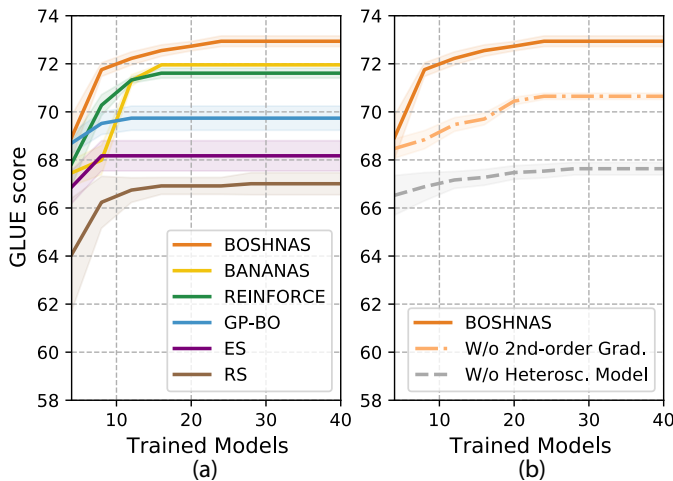 74
72
70
68
66
64
62
60
58
GLUE score
BOSHNAS
BANANAS
REINFORCE
GP-BO
ES
RS
10
20
30
40
Trained Models
(a)
74
72
70
68
66
64
62
60
58
BOSHNAS
W/o 2nd-order Grad.
W/o Heterosc. Model
10
20
30
40
Trained Models
(b)